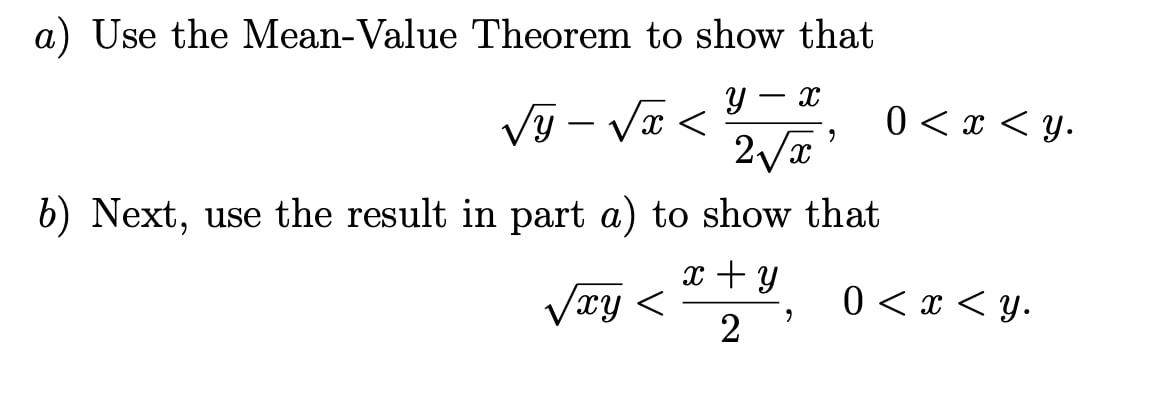 a) Use the Mean-Value Theorem to show that
√y − √x < (y − x)/(2√x), 0 < x < y.
b) Next, use the result in part a) to show that
√xy < (x + y)/2, 0 < x < y.